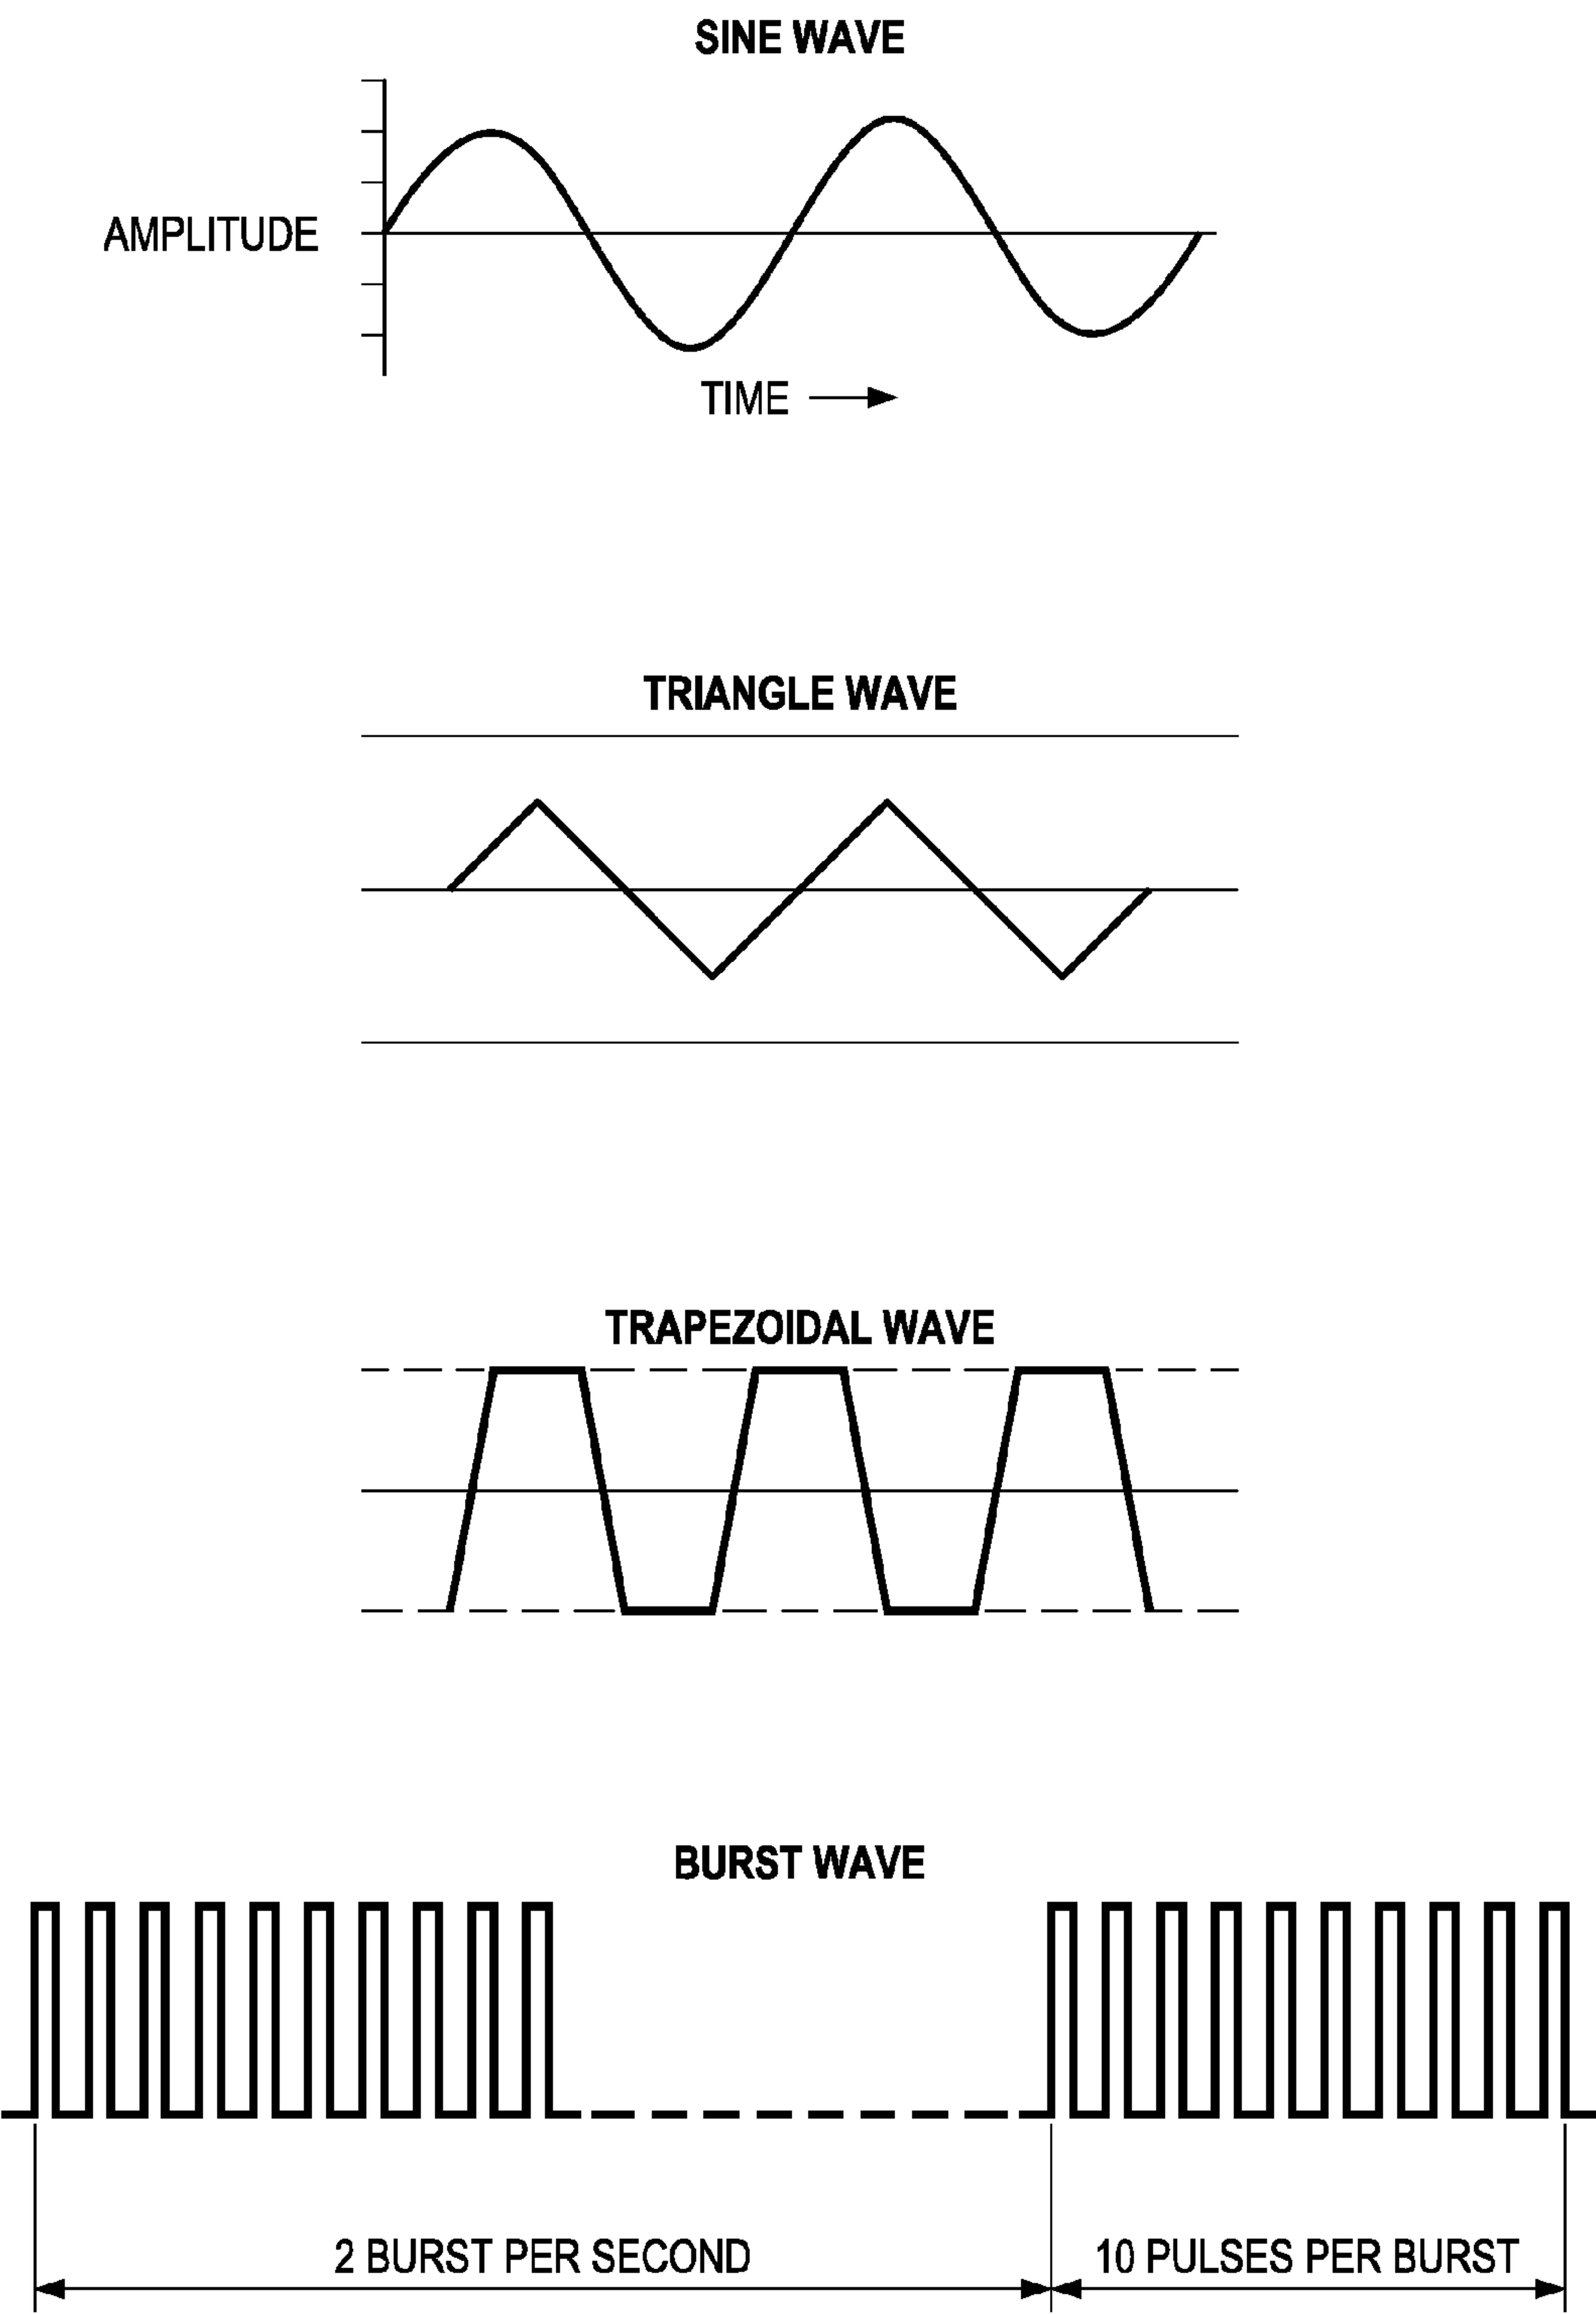 SINE WAVE
AMPLITUDE
TIME
TRIANGLE WAVE
TRAPEZOIDAL WAVE
BURST WAVE
2 BURST PER SECOND
10 PULSES PER BURST